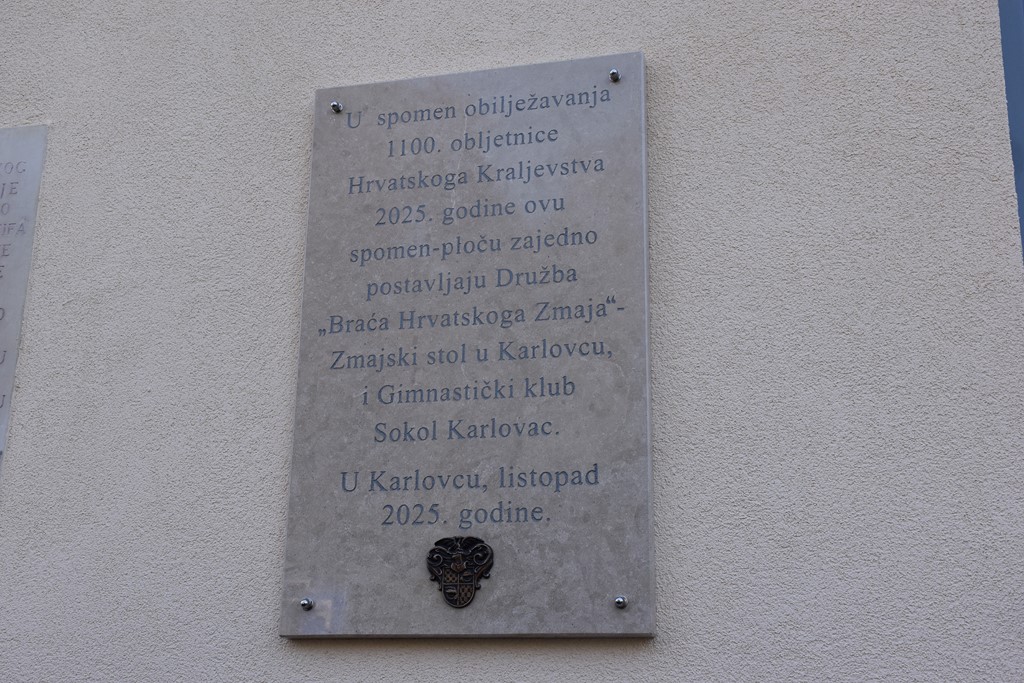 U spomen obilježavanja
1100. obljetnice
Hrvatskoga Kraljevstva
2025. godine ovu
spomen-ploču zajedno
postavljaju Družba
„Braća Hrvatskoga Zmaja“-
Zmajski stol u Karlovcu,
i Gimnastički klub
Sokol Karlovac.
U Karlovcu, listopad
2025. godine.